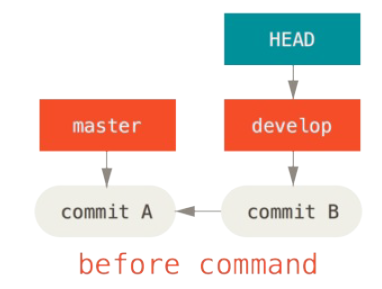 HEAD
master develop
commit A commit B
before command